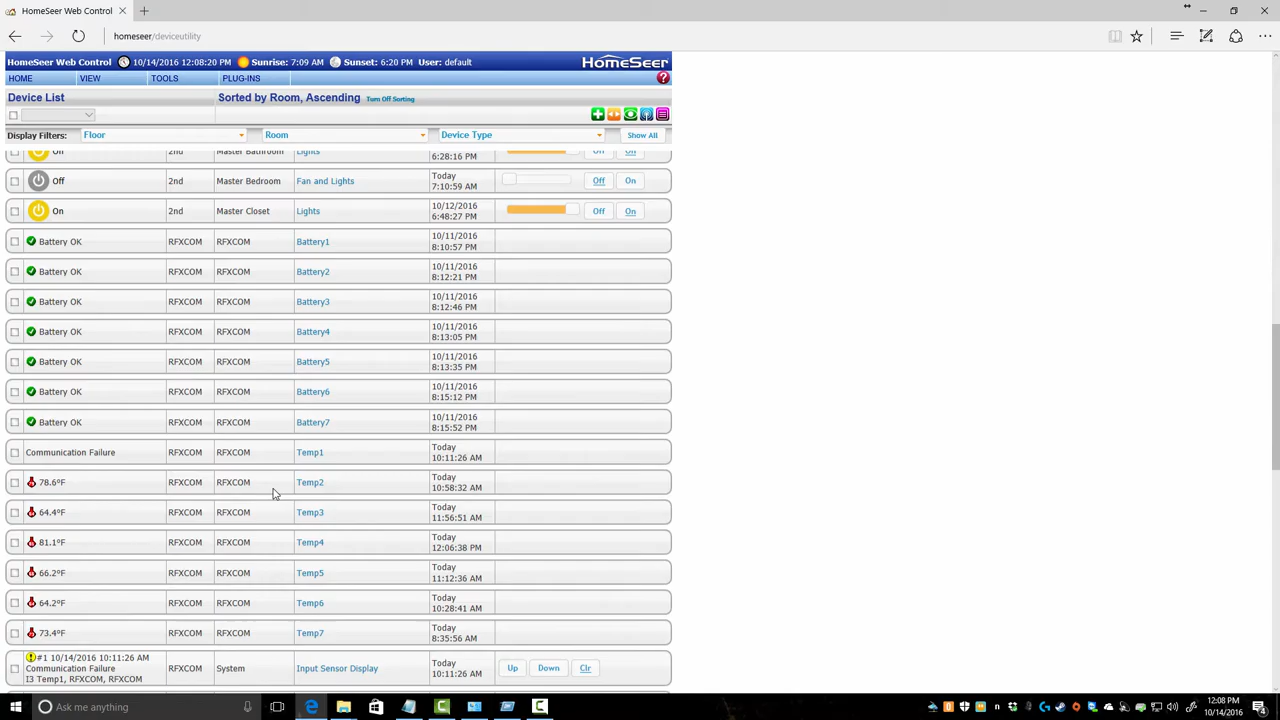 HomeSeer Web Control
homeseer/deviceutility
HomeSeer Web Control 10/14/2016 12:08:20 PM Sunrise: 7:09 AM Sunset: 6:20 PM User: default HomeSeer
HOME VIEW TOOLS PLUG-INS ?
Device List Sorted by Room, Ascending Turn Off Sorting
Display Filters: Floor Room Device Type Show All
On 2nd Master Bathroom Lights 6:28:16 PM Off On
Off 2nd Master Bedroom Fan and Lights Today Off On
7:10:59 AM
On 2nd Master Closet Lights 10/12/2016 Off On
6:48:27 PM
Battery OK RFXCOM RFXCOM Battery1 10/11/2016
8:10:57 PM
Battery OK RFXCOM RFXCOM Battery2 10/11/2016
8:12:21 PM
Battery OK RFXCOM RFXCOM Battery3 10/11/2016
8:12:46 PM
Battery OK RFXCOM RFXCOM Battery4 10/11/2016
8:13:05 PM
Battery OK RFXCOM RFXCOM Battery5 10/11/2016
8:13:35 PM
Battery OK RFXCOM RFXCOM Battery6 10/11/2016
8:15:12 PM
Battery OK RFXCOM RFXCOM Battery7 10/11/2016
8:15:52 PM
Communication Failure RFXCOM RFXCOM Temp1 Today
10:11:26 AM
78.6°F RFXCOM RFXCOM Temp2 Today
10:58:32 AM
64.4°F RFXCOM RFXCOM Temp3 Today
11:56:51 AM
81.1°F RFXCOM RFXCOM Temp4 Today
12:06:38 PM
66.2°F RFXCOM RFXCOM Temp5 Today
11:12:36 AM
64.2°F RFXCOM RFXCOM Temp6 Today
10:28:41 AM
73.4°F RFXCOM RFXCOM Temp7 Today
8:35:56 AM
#1 10/14/2016 10:11:26 AM
Communication Failure RFXCOM System Input Sensor Display Today Up Down Clr
I3 Temp1, RFXCOM, RFXCOM 10:11:26 AM
Ask me anything 12:08 PM
10/14/2016